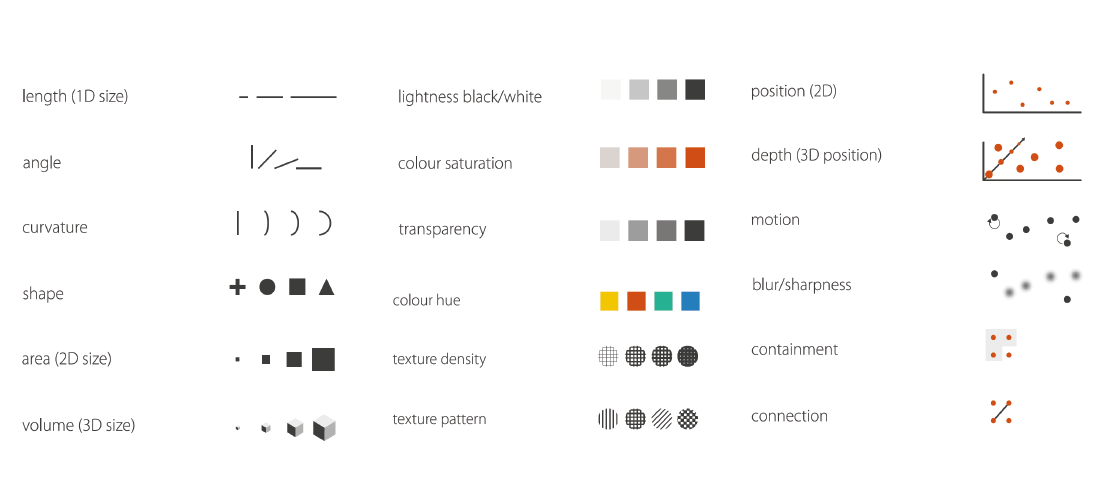 length (1D size)
angle
curvature
shape
area (2D size)
volume (3D size)
lightness black/white
colour saturation
transparency
colour hue
texture density
texture pattern
position (2D)
depth (3D position)
motion
blur/sharpness
containment
connection